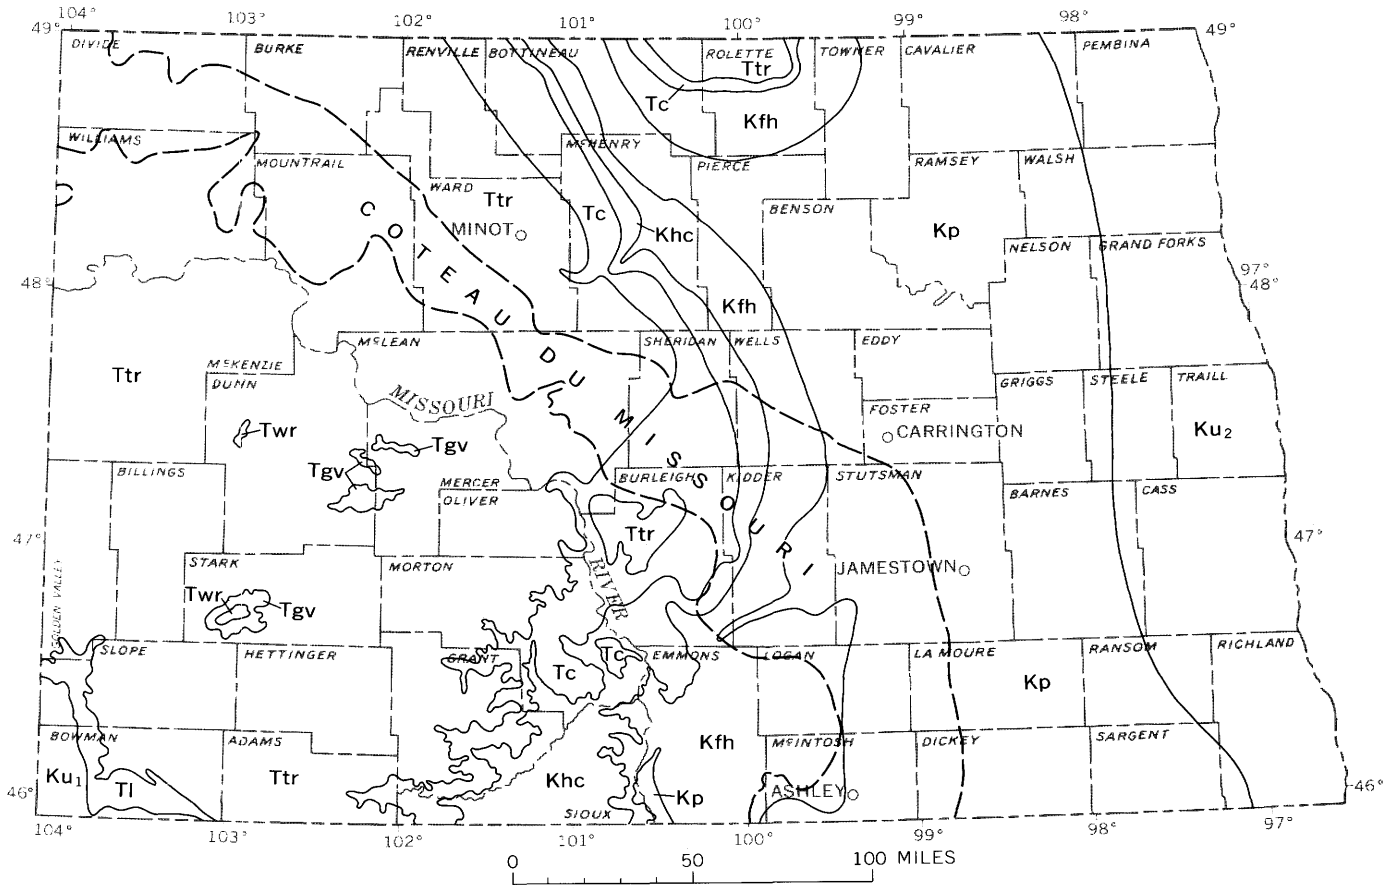 104° 103° 102° 101° 100° 99° 98°
49° 49°
DIVIDE BURKE RENVILLE BOTTINEAU ROLETTE TOWNER CAVALIER PEMBINA
Ttr
Tc
Kfh
WILLIAMS McHENRY
MOUNTRAIL PIERCE RAMSEY WALSH
WARD
Ttr
BENSON
COTEAU DU MISSOURI
Tc
MINOT
Khc
Kp
NELSON GRAND FORKS
48° 97°
48°
Kfh
McLEAN SHERIDAN WELLS EDDY
McKENZIE
Ttr
DUNN GRIGGS STEELE TRAILL
MISSOURI
FOSTER
Twr Tgv
CARRINGTON
Ku2
Tgv
BILLINGS BURLEIGH KIDDER STUTSMAN
MERCER
OLIVER
BARNES CASS
Ttr
47° 47°
STARK MORTON
GOLDEN VALLEY
RIVER
JAMESTOWN
Twr Tgv
SLOPE HETTINGER GRANT EMMONS LOGAN LA MOURE RANSOM RICHLAND
Tc Tc
Kp
BOWMAN ADAMS McINTOSH DICKEY SARGENT
Kfh
Ku1 Tl Ttr Khc Kp
ASHLEY
46° 46°
SIOUX
104° 103° 102° 101° 100° 99° 98° 97°
0 50 100 MILES